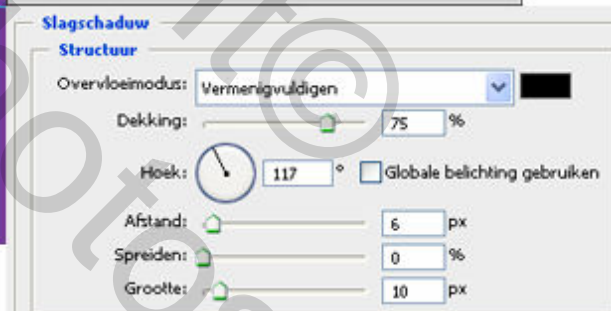 Slagschaduw
Structuur
Overvloeimodus: Vermenigvuldigen
Dekking: 75 %
Hoek: 117 ° Globale belichting gebruiken
Afstand: 6 px
Spreiden: 0 %
Grootte: 10 px